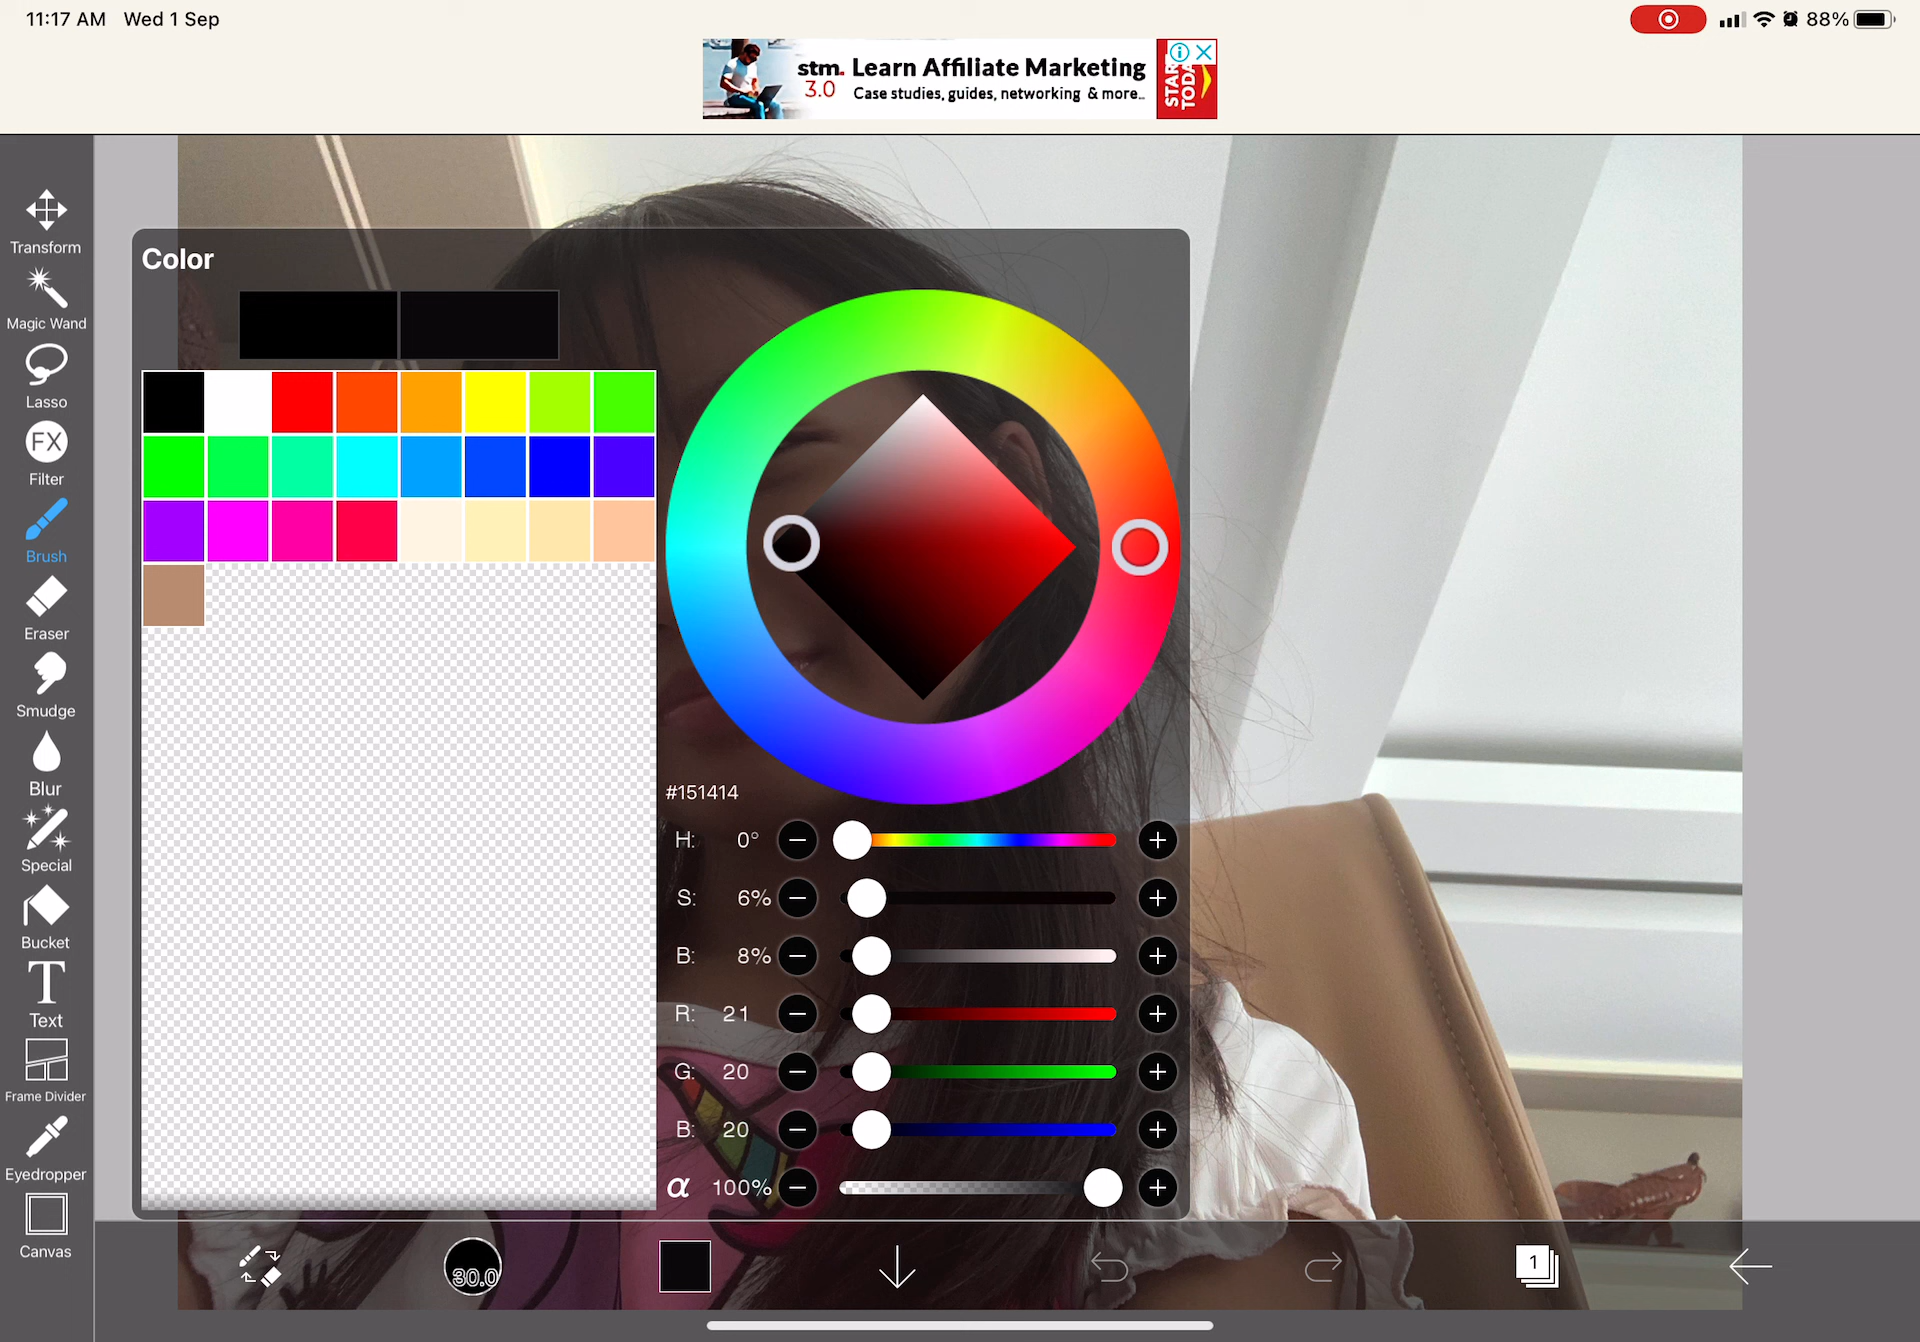 11:17 AM Wed 1 Sep
88%
stm. Learn Affiliate Marketing
3.0 Case studies, guides, networking & more...
START
TODA
Transform
Magic Wand
Lasso
FX
Filter
Brush
Eraser
Smudge
Blur
Special
Bucket
T
Text
Frame Divider
Eyedropper
Canvas
Color
#151414
H: 0°
S: 6%
B: 8%
R: 21
G: 20
B: 20
α 100%
30.0
1